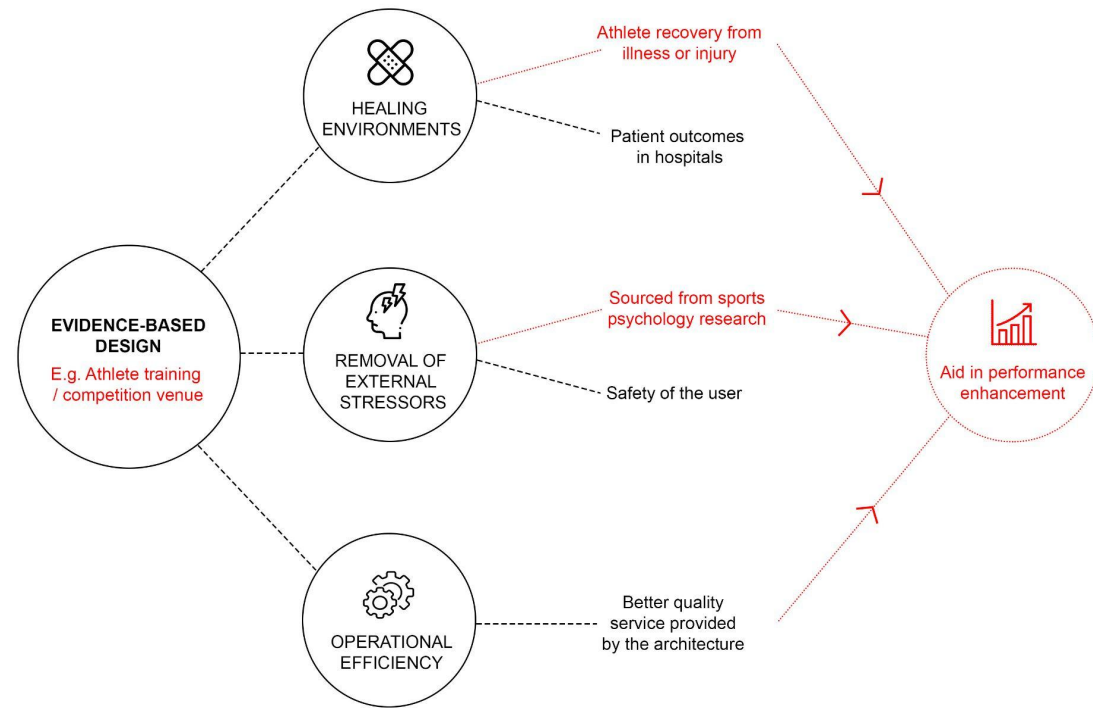 Athlete recovery from
illness or injury
HEALING
ENVIRONMENTS
Patient outcomes
in hospitals
EVIDENCE-BASED
DESIGN
E.g. Athlete training
/ competition venue
REMOVAL OF
EXTERNAL
STRESSORS
Sourced from sports
psychology research
Safety of the user
Aid in performance
enhancement
OPERATIONAL
EFFICIENCY
Better quality
service provided
by the architecture